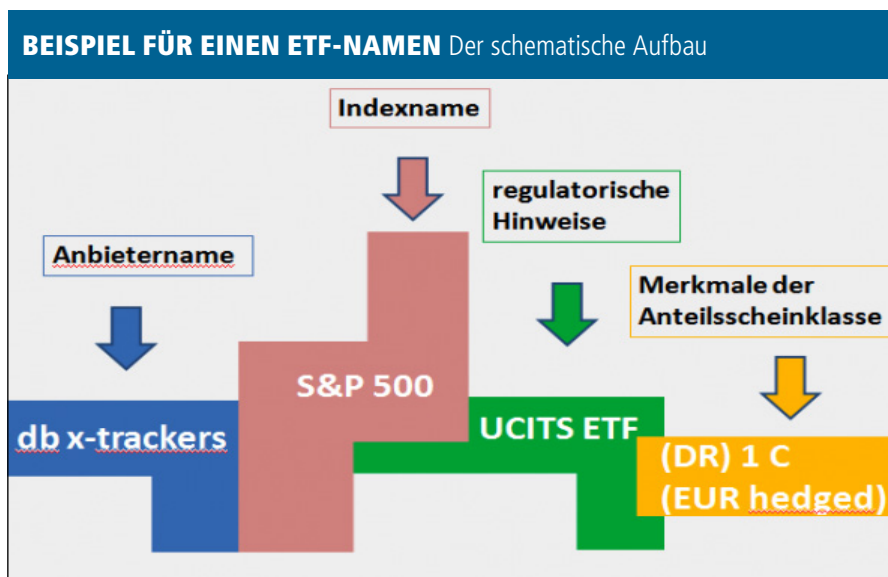 BEISPIEL FÜR EINEN ETF-NAMEN Der schematische Aufbau
Indexname
regulatorische
Hinweise
Anbietername
Merkmale der
Anteilsscheinklasse
S&P 500
db x-trackers
UCITS ETF
(DR) 1 C
(EUR hedged)